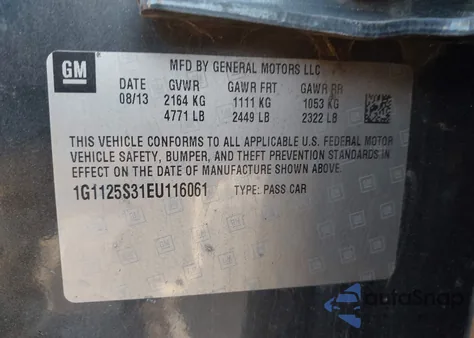 GM
MFD BY GENERAL MOTORS LLC
DATE GVWR GAWR FRT GAWR RR
08/13 2164 KG 1111 KG 1053 KG
4771 LB 2449 LB 2322 LB
THIS VEHICLE CONFORMS TO ALL APPLICABLE U.S. FEDERAL MOTOR
VEHICLE SAFETY, BUMPER, AND THEFT PREVENTION STANDARDS IN
EFFECT ON THE DATE OF MANUFACTURE SHOWN ABOVE.
1G1125S31EU116061 TYPE: PASS CAR
autoSnap